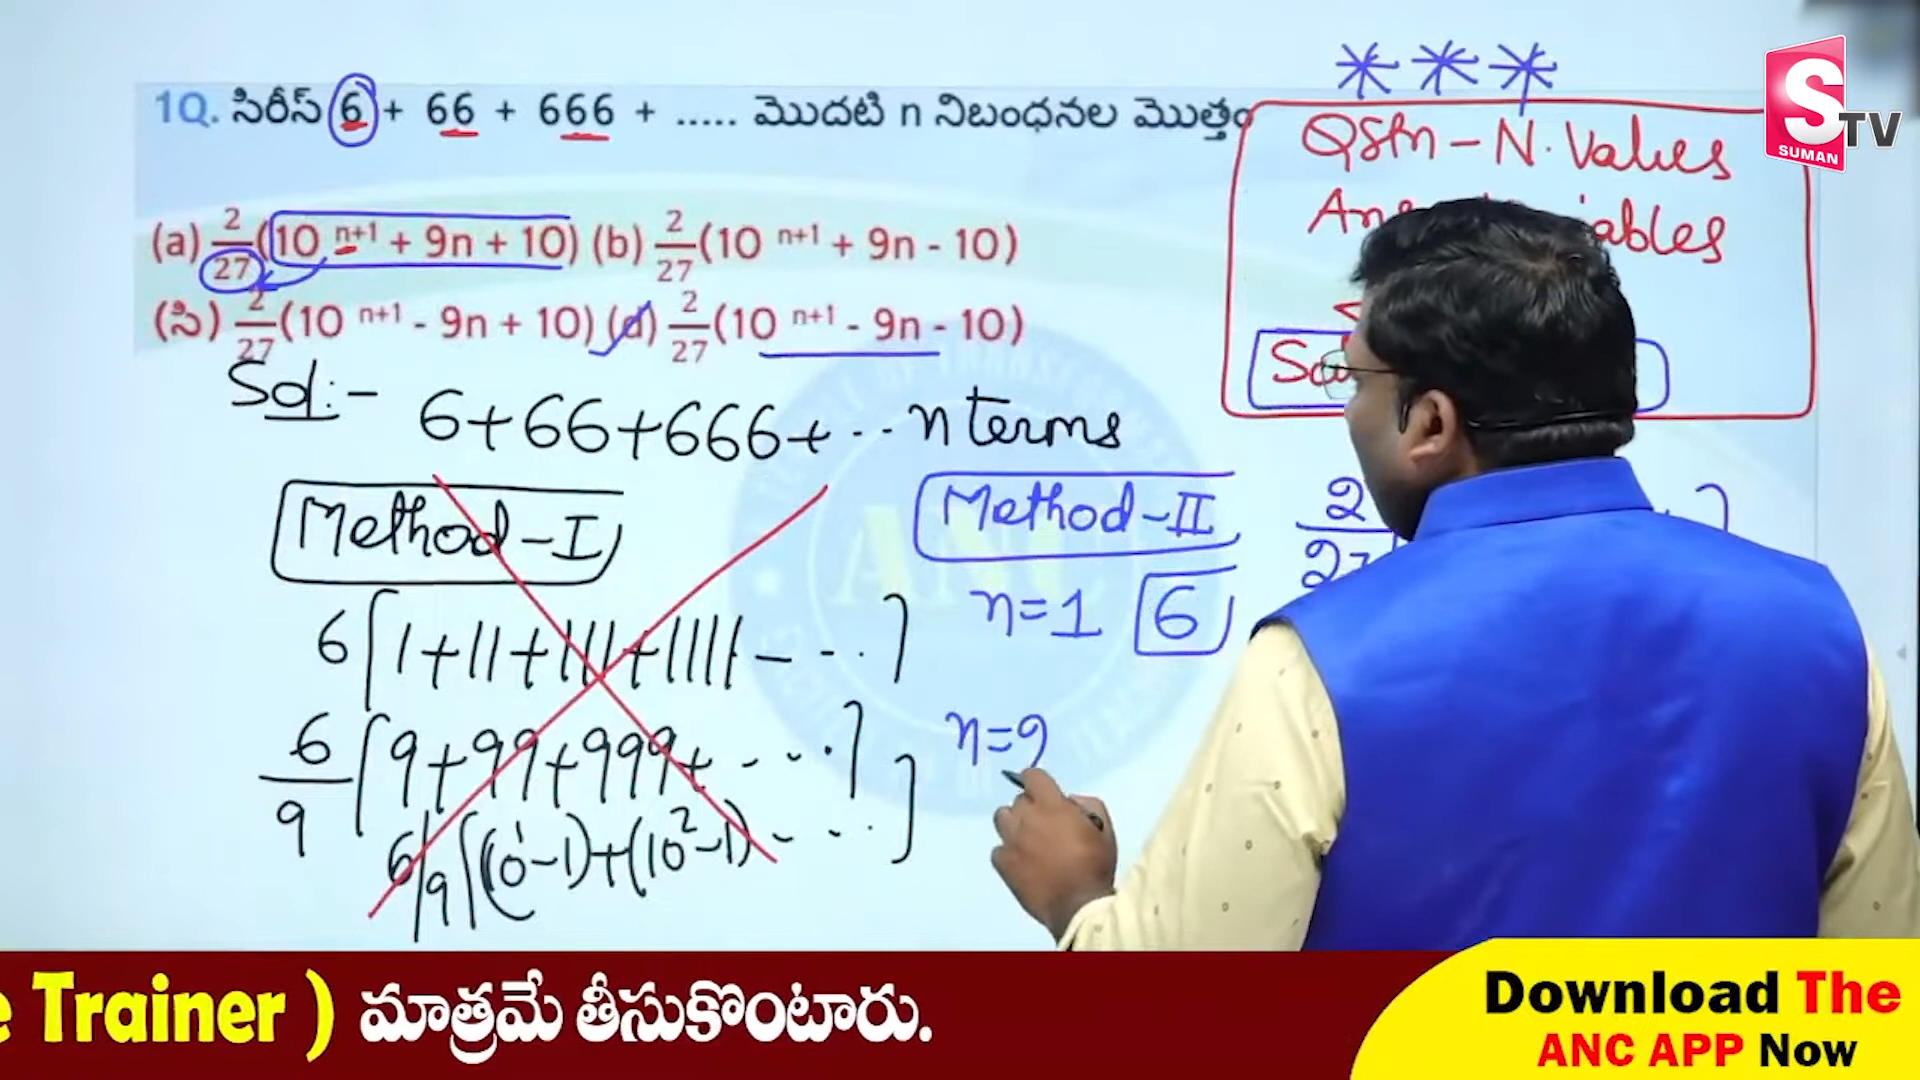 1Q. సిరీస్ 6 + 66 + 666 + ..... మొదటి n నిబంధనల మొత్తం
(a) 2/27 (10 n+1 + 9n + 10) (b) 2/27 (10 n+1 + 9n - 10)
(సి) 2/27 (10 n+1 - 9n + 10) (d) 2/27 (10 n+1 - 9n - 10)
QStn - N. Values
Sol:- 6+66+666+... n terms
Method-I
6[1+11+111+1111- - ..]
6/9[9+99+999+ - ...]
6/9[(10^1-1)+(10^2-1) - - ..]
Method-II
n=1 6
n=2
2
S
SUMAN
TV
Trainer ) మాత్రమే తీసుకొంటారు.
Download The
ANC APP Now